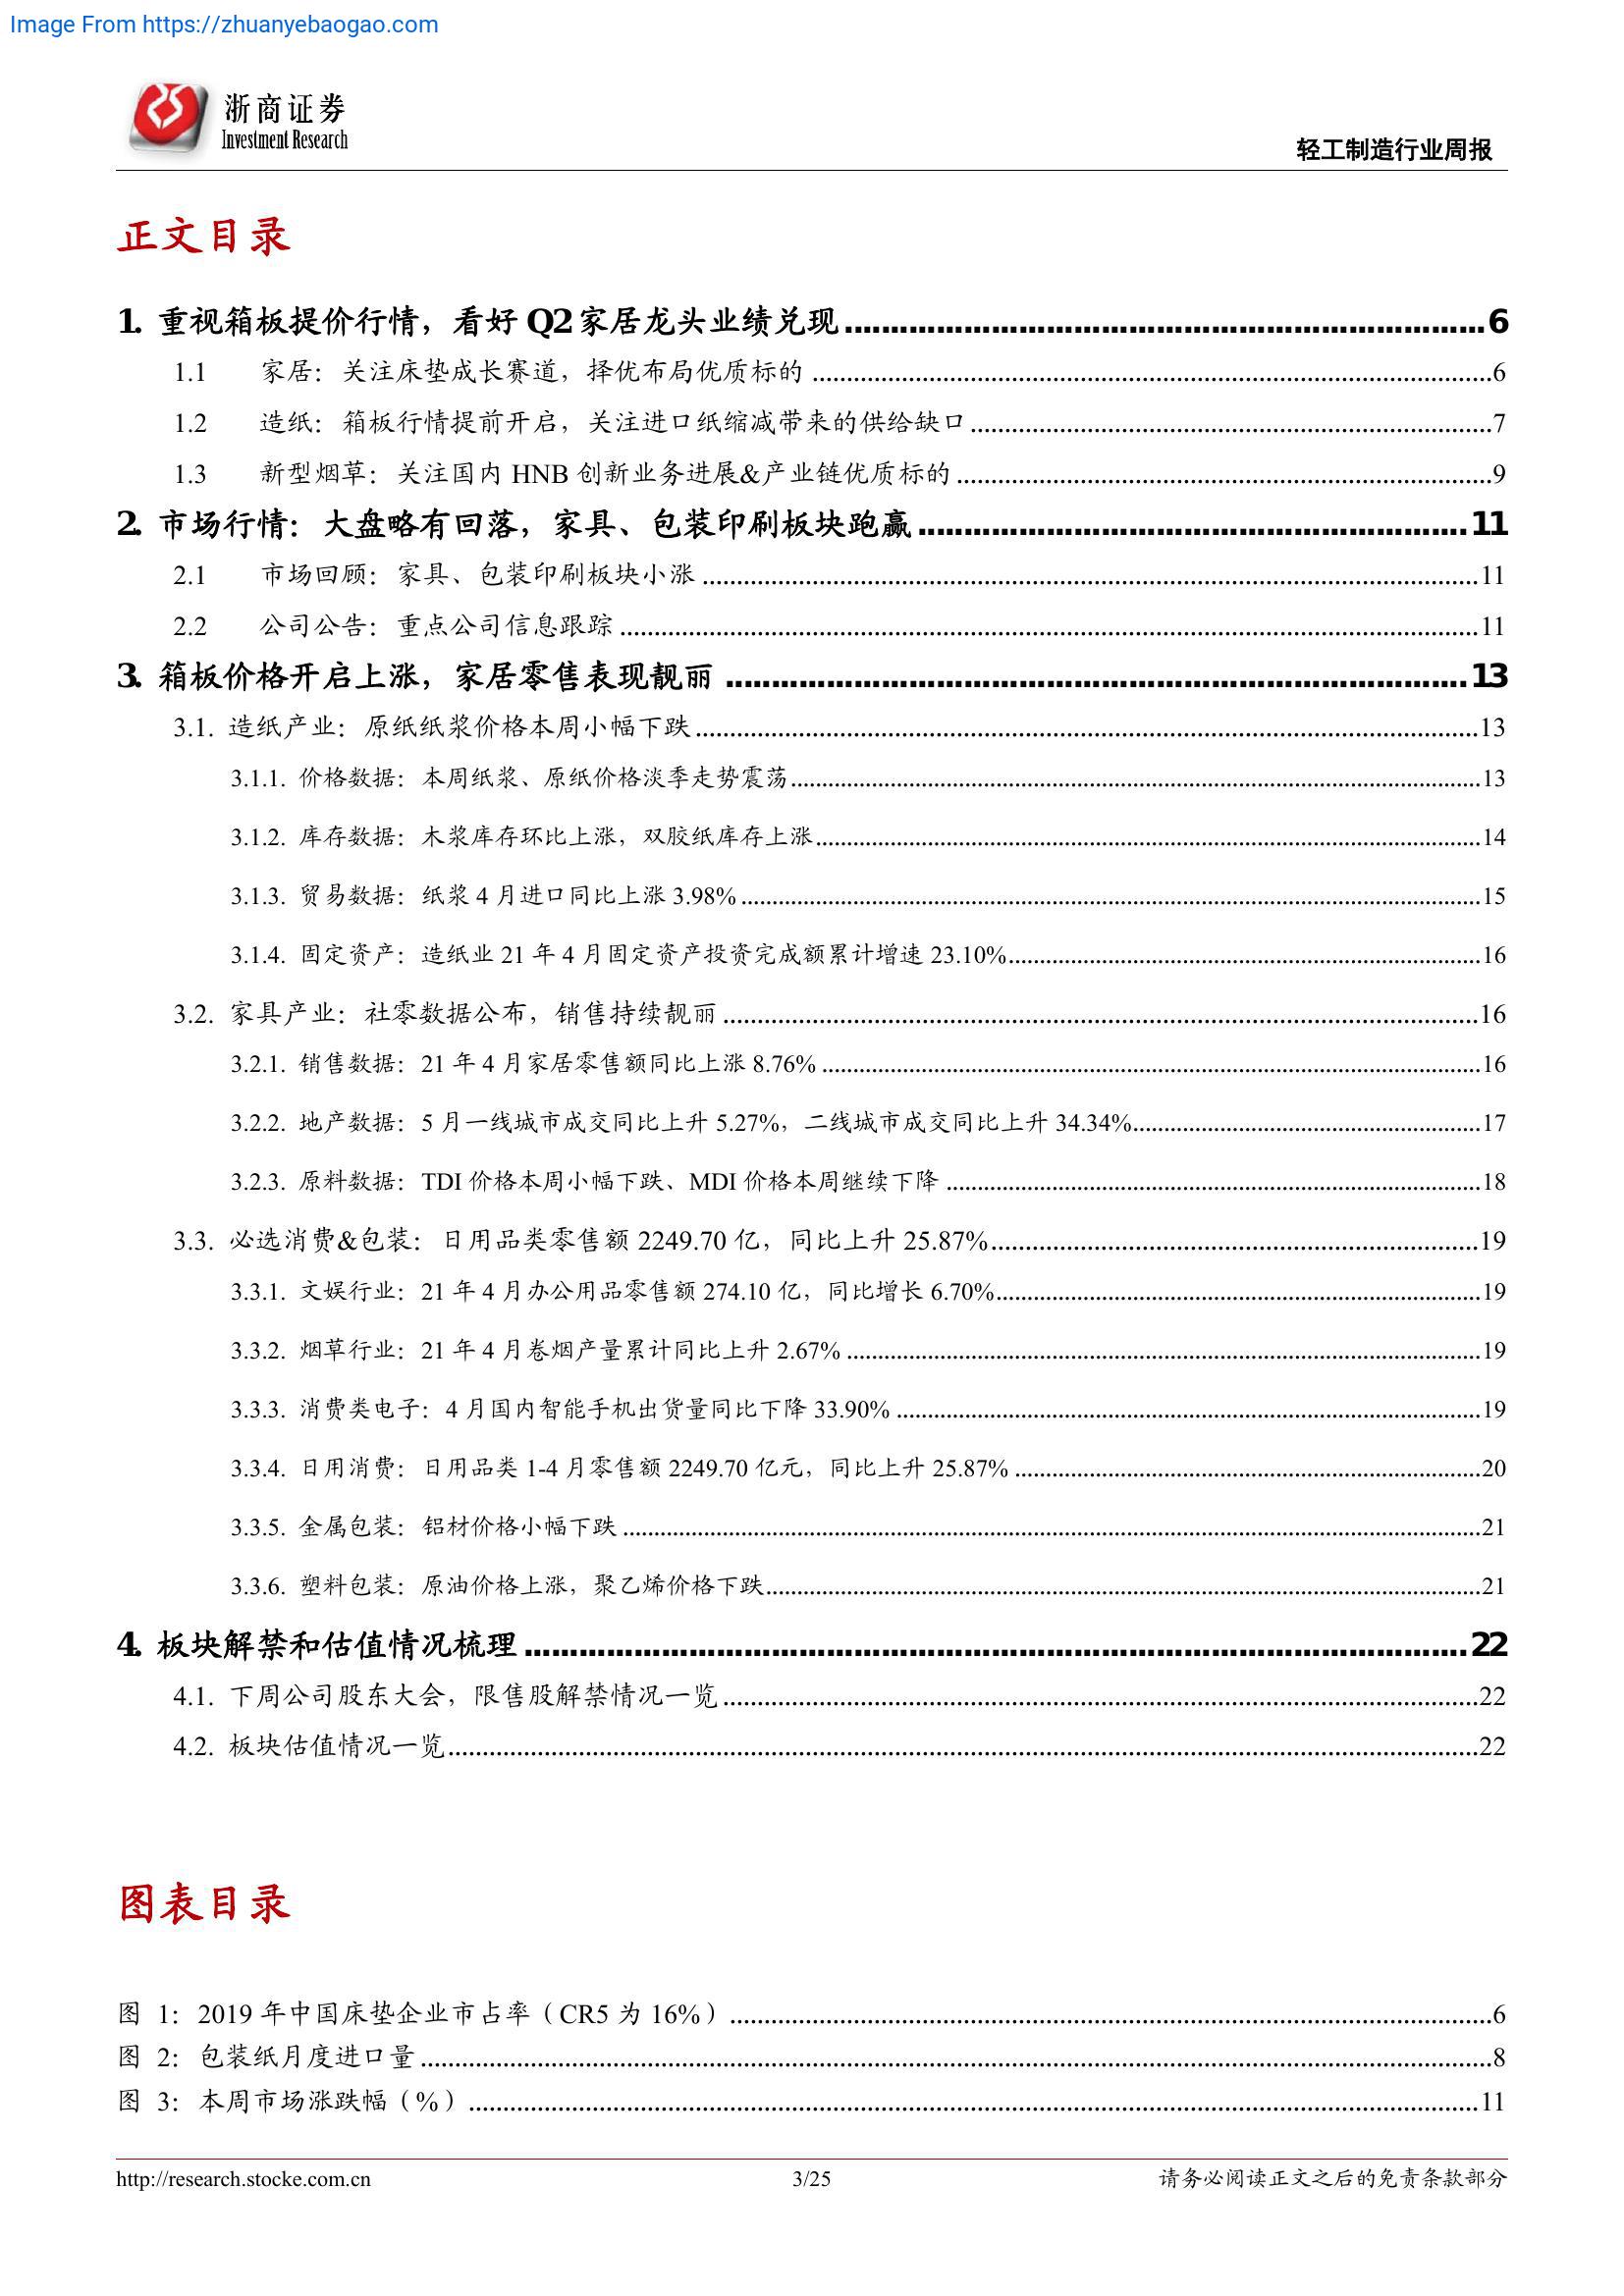 Image From https://zhuanyebaogao.com
浙商证券
Investment Research
轻工制造行业周报
正文目录
1. 重视箱板提价行情，看好 Q2 家居龙头业绩兑现 ........................................ 6
1.1 家居：关注床垫成长赛道，择优布局优质标的 ........................................ 6
1.2 造纸：箱板行情提前开启，关注进口纸缩减带来的供给缺口 ........................................ 7
1.3 新型烟草：关注国内 HNB 创新业务进展&产业链优质标的 ........................................ 9
2. 市场行情：大盘略有回落，家具、包装印刷板块跑赢 ........................................ 11
2.1 市场回顾：家具、包装印刷板块小涨 ........................................ 11
2.2 公司公告：重点公司信息跟踪 ........................................ 11
3. 箱板价格开启上涨，家居零售表现靓丽 ........................................ 13
3.1. 造纸产业：原纸纸浆价格本周小幅下跌 ........................................ 13
3.1.1. 价格数据：本周纸浆、原纸价格淡季走势震荡 ........................................ 13
3.1.2. 库存数据：木浆库存环比上涨，双胶纸库存上涨 ........................................ 14
3.1.3. 贸易数据：纸浆 4 月进口同比上涨 3.98% ........................................ 15
3.1.4. 固定资产：造纸业 21 年 4 月固定资产投资完成额累计增速 23.10% ........................................ 16
3.2. 家具产业：社零数据公布，销售持续靓丽 ........................................ 16
3.2.1. 销售数据：21 年 4 月家居零售额同比上涨 8.76% ........................................ 16
3.2.2. 地产数据：5 月一线城市成交同比上升 5.27%，二线城市成交同比上升 34.34% ........................................ 17
3.2.3. 原料数据：TDI 价格本周小幅下跌、MDI 价格本周继续下降 ........................................ 18
3.3. 必选消费&包装：日用品类零售额 2249.70 亿，同比上升 25.87% ........................................ 19
3.3.1. 文娱行业：21 年 4 月办公用品零售额 274.10 亿，同比增长 6.70% ........................................ 19
3.3.2. 烟草行业：21 年 4 月卷烟产量累计同比上升 2.67% ........................................ 19
3.3.3. 消费类电子：4 月国内智能手机出货量同比下降 33.90% ........................................ 19
3.3.4. 日用消费：日用品类 1-4 月零售额 2249.70 亿元，同比上升 25.87% ........................................ 20
3.3.5. 金属包装：铝材价格小幅下跌 ........................................ 21
3.3.6. 塑料包装：原油价格上涨，聚乙烯价格下跌 ........................................ 21
4. 板块解禁和估值情况梳理 ........................................ 22
4.1. 下周公司股东大会，限售股解禁情况一览 ........................................ 22
4.2. 板块估值情况一览 ........................................ 22
图表目录
图 1：2019 年中国床垫企业市占率（CR5 为 16%） ........................................ 6
图 2：包装纸月度进口量 ........................................ 8
图 3：本周市场涨跌幅（%） ........................................ 11
http://research.stocke.com.cn 3/25 请务必阅读正文之后的免责条款部分